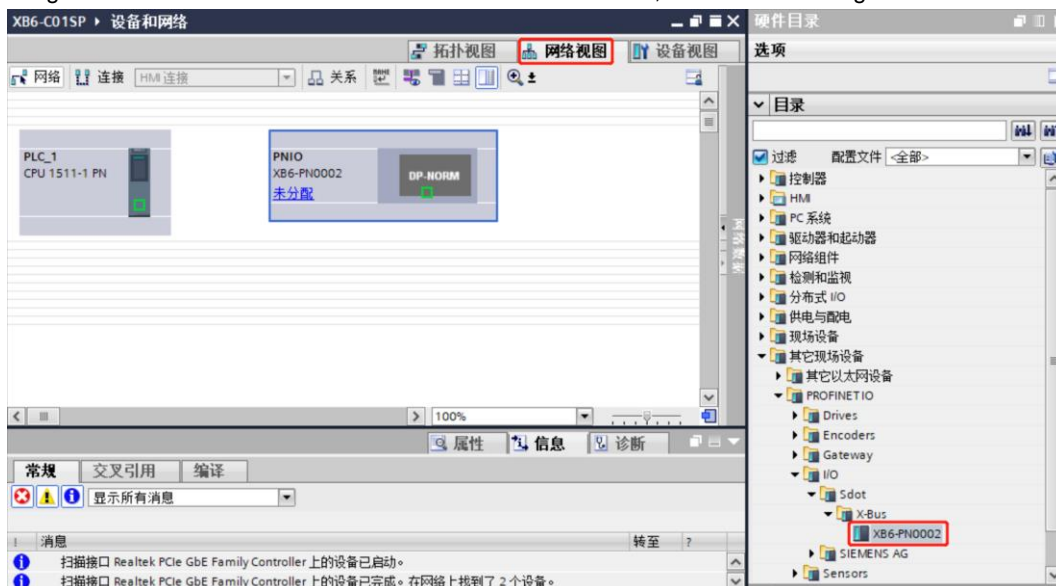 XB6-C01SP ▸ 设备和网络
拓扑视图 网络视图 设备视图
网络 连接 HMI 连接 关系
PLC_1
CPU 1511-1 PN
PNIO
XB6-PN0002
未分配
DP-NORM
网络数据
100%
属性 信息 诊断
常规 交叉引用 编译
显示所有消息
! 消息 转至 ?
扫描接口 Realtek PCIe GbE Family Controller 上的设备已启动。
扫描接口 Realtek PCIe GbE Family Controller 上的设备已完成。在网络上找到了 2 个设备。
硬件目录
选项
目录
过滤 配置文件 <全部>
控制器
HMI
PC 系统
驱动器和起动器
网络组件
检测和监视
分布式 I/O
供电与配电
现场设备
其它现场设备
其它以太网设备
PROFINET IO
Drives
Encoders
Gateway
I/O
Sdot
X-Bus
XB6-PN0002
SIEMENS AG
Sensors